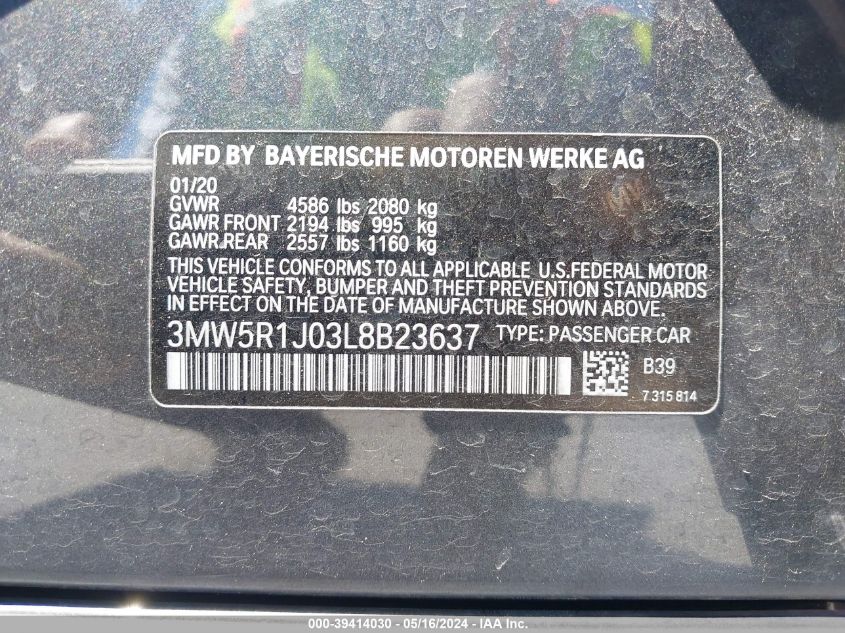 MFD BY BAYERISCHE MOTOREN WERKE AG
01/20
GVWR 4586 lbs 2080 kg
GAWR FRONT 2194 lbs 995 kg
GAWR REAR 2557 lbs 1160 kg
THIS VEHICLE CONFORMS TO ALL APPLICABLE U.S.FEDERAL MOTOR
VEHICLE SAFETY, BUMPER AND THEFT PREVENTION STANDARDS
IN EFFECT ON THE DATE OF MANUFACTURE SHOWN ABOVE.
3MW5R1J03L8B23637 TYPE: PASSENGER CAR
B39
7 315 814
000-39414030 - 05/16/2024 - IAA Inc.